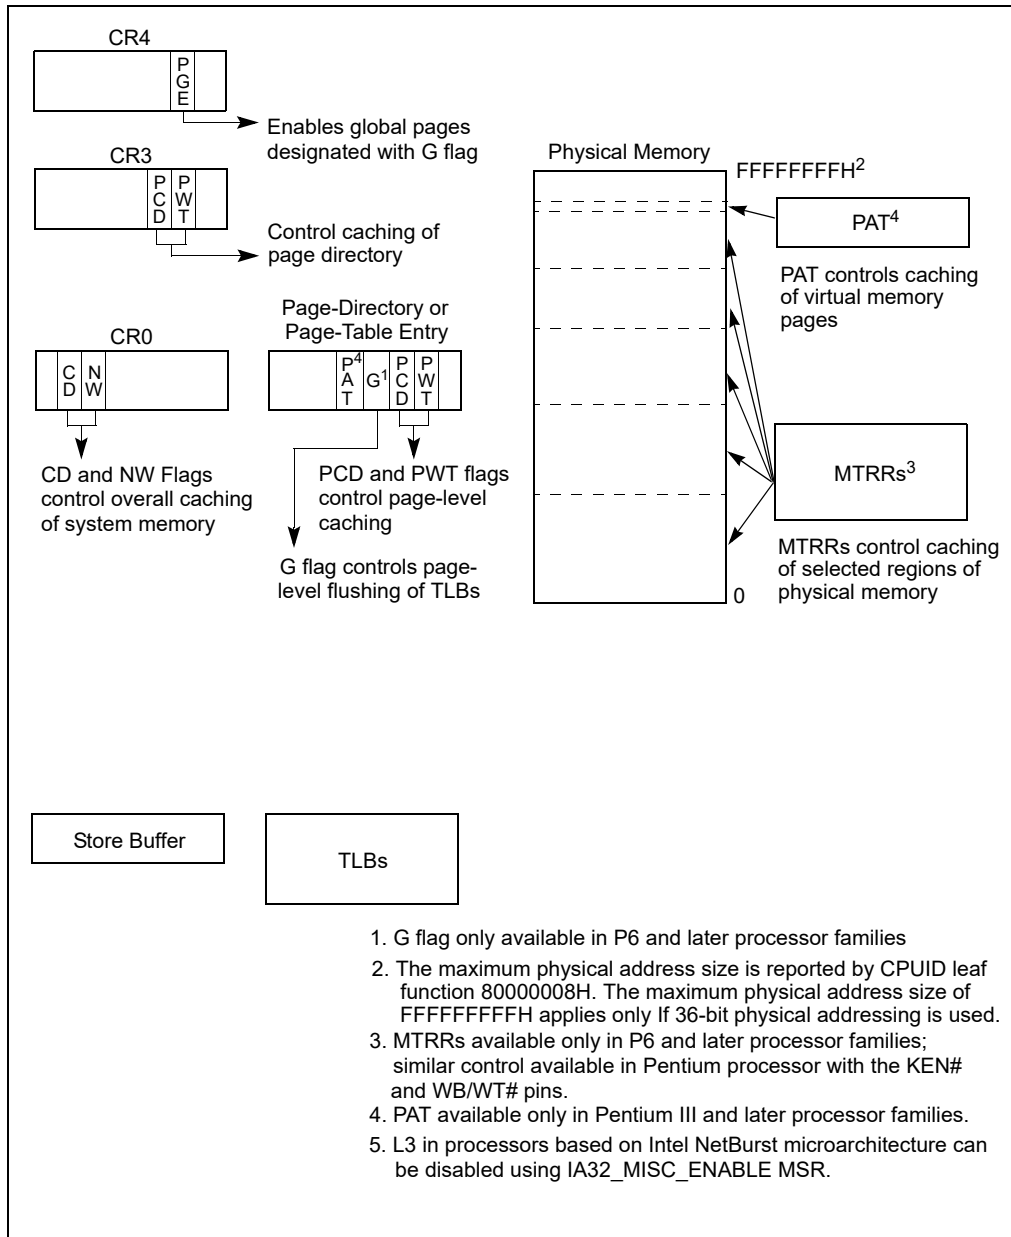 CR4
PGE
Enables global pages
designated with G flag
CR3
PCD PWT
Control caching of
page directory
CR0
CD NW
CD and NW Flags
control overall caching
of system memory
Page-Directory or
Page-Table Entry
PAT4 G1 PCD PWT
PCD and PWT flags
control page-level
caching
G flag controls page-
level flushing of TLBs
Physical Memory
FFFFFFFFH2
0
PAT4
PAT controls caching
of virtual memory
pages
MTRRs3
MTRRs control caching
of selected regions of
physical memory
Store Buffer
TLBs
1. G flag only available in P6 and later processor families
2. The maximum physical address size is reported by CPUID leaf
function 80000008H. The maximum physical address size of
FFFFFFFFFH applies only If 36-bit physical addressing is used.
3. MTRRs available only in P6 and later processor families;
similar control available in Pentium processor with the KEN#
and WB/WT# pins.
4. PAT available only in Pentium III and later processor families.
5. L3 in processors based on Intel NetBurst microarchitecture can
be disabled using IA32_MISC_ENABLE MSR.